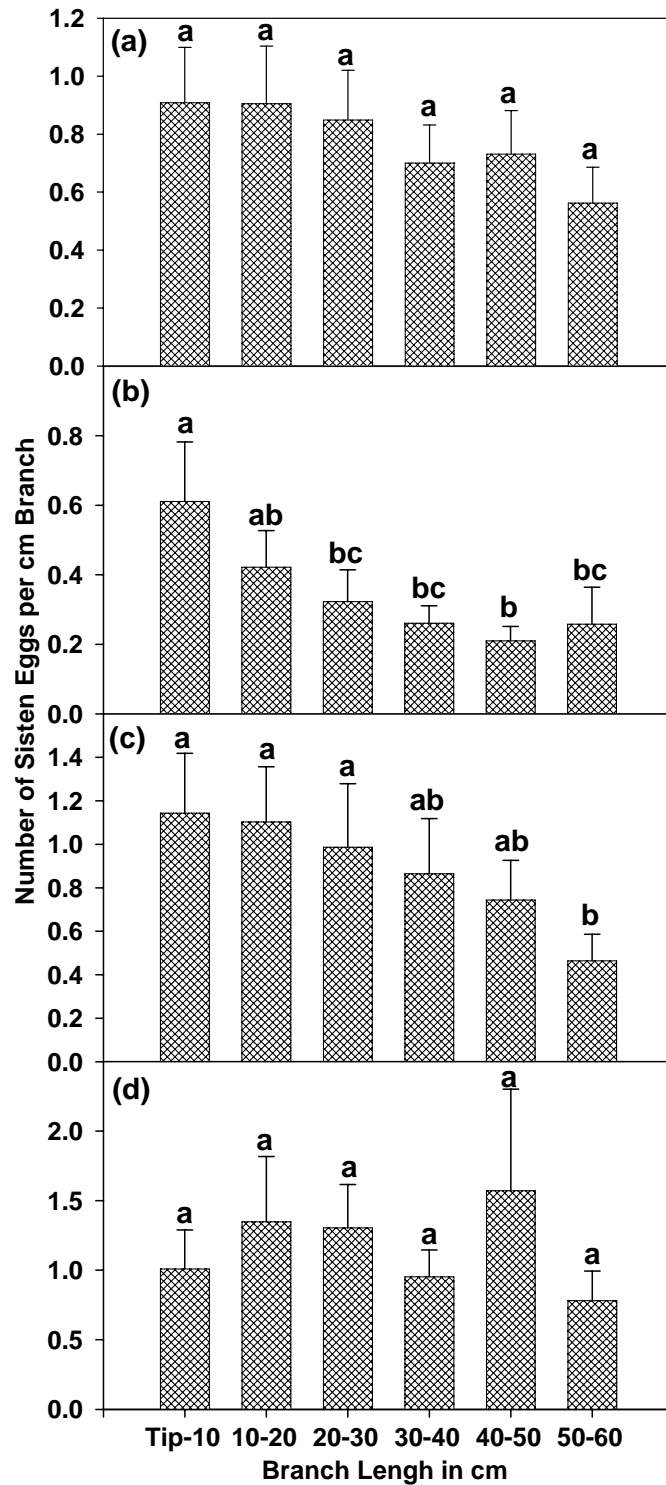 Number of Sisten Eggs per cm Branch
(a)
1.2
1.0
0.8
0.6
0.4
0.2
0.0
a a a a a a
(b)
0.8
0.6
0.4
0.2
0.0
a ab bc bc b bc
(c)
1.4
1.2
1.0
0.8
0.6
0.4
0.2
0.0
a a a ab ab b
(d)
2.0
1.5
1.0
0.5
0.0
a a a a a a
Tip-10 10-20 20-30 30-40 40-50 50-60
Branch Lengh in cm